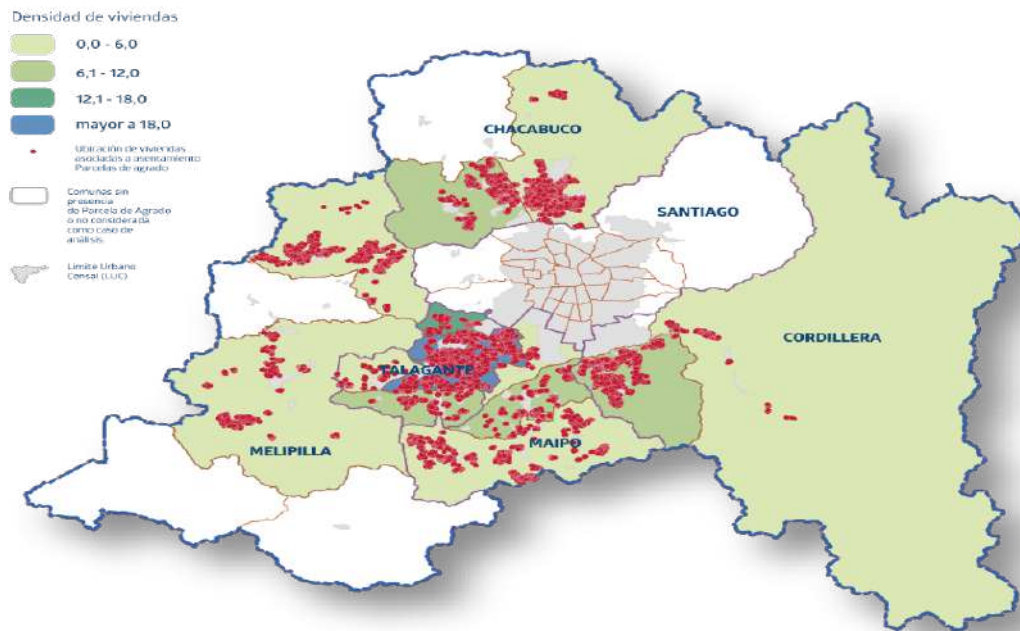 Densidad de viviendas
0,0 - 6,0
6,1 - 12,0
12,1 - 18,0
mayor a 18,0
Ubicación de viviendas
asociadas a asentamiento
Parcelas de agrado
Comunas sin
presencia
de Parcela de Agrado
o no considerada
como caso de
análisis
Límite Urbano
Censal (LUC)
CHACABUCO
SANTIAGO
CORDILLERA
TALAGANTE
MAIPO
MELIPILLA